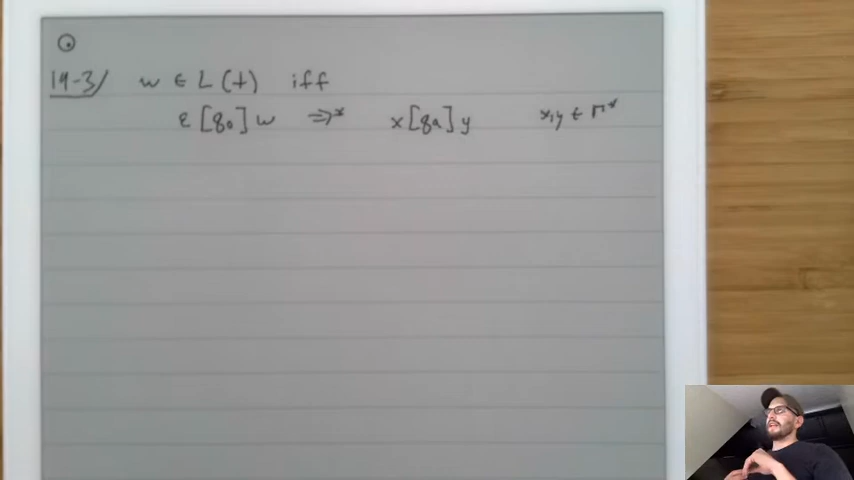 19-3/ w ∈ L(t) iff
ε [q₀] w ⇒* x [qa] y x,y ∈ Γ*